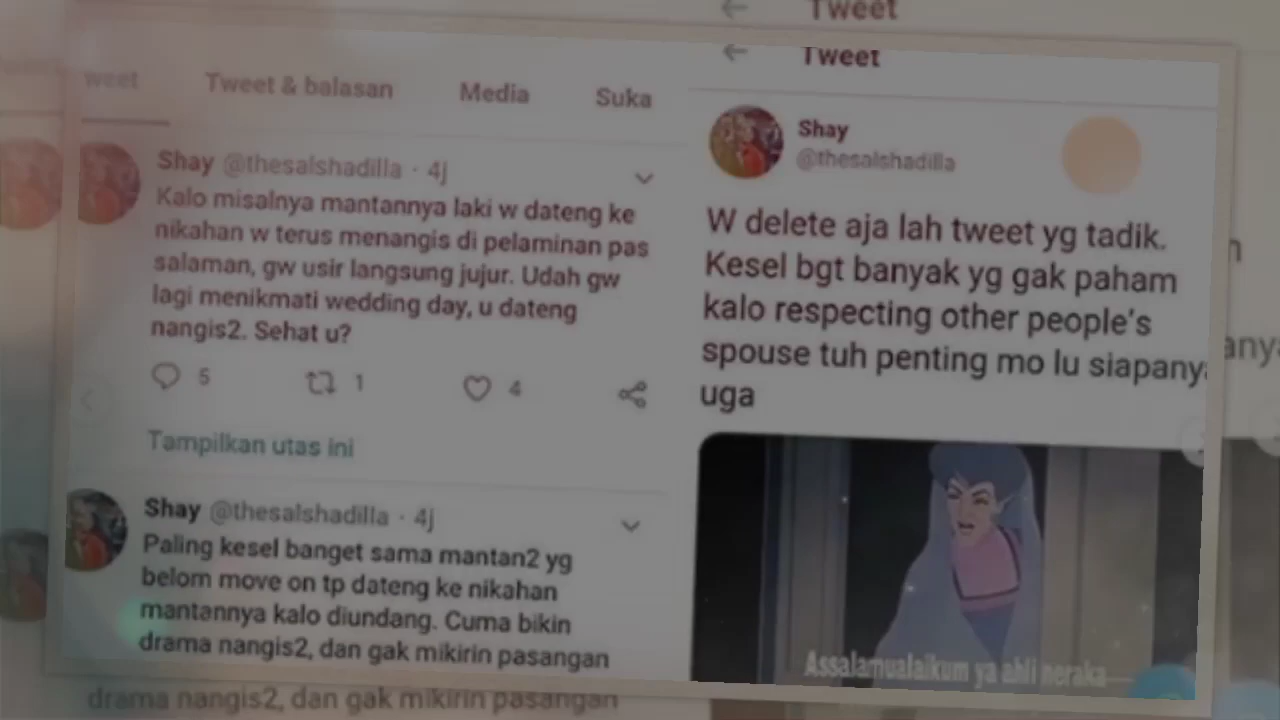 Tweet
weet
Tweet & balasan
Media
Suka
Shay @thesalshadilla · 4j
Kalo misalnya mantannya laki w dateng ke
nikahan w terus menangis di pelaminan pas
salaman, gw usir langsung jujur. Udah gw
lagi menikmati wedding day, u dateng
nangis2. Sehat u?
5
1
4
Tampilkan utas ini
Shay @thesalshadilla · 4j
Paling kesel banget sama mantan2 yg
belom move on tp dateng ke nikahan
mantannya kalo diundang. Cuma bikin
drama nangis2, dan gak mikirin pasangan
drama nangis2, dan gak mikirin pasangan
Tweet
Shay
@thesalshadilla
W delete aja lah tweet yg tadik.
Kesel bgt banyak yg gak paham
kalo respecting other people's
spouse tuh penting mo lu siapany
uga
Assalamualaikum ya ahli neraka